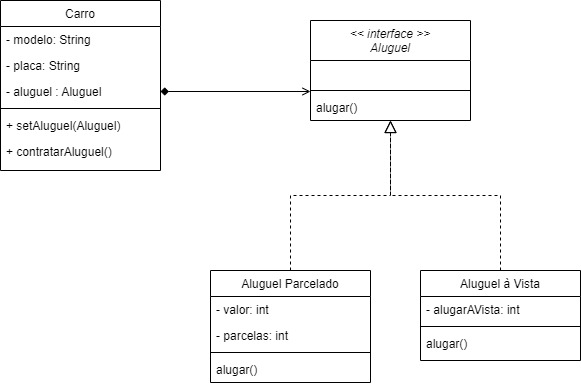 Carro
- modelo: String
- placa: String
- aluguel : Aluguel
+ setAluguel(Aluguel)
+ contratarAluguel()
<< interface >>
Aluguel
alugar()
Aluguel Parcelado
- valor: int
- parcelas: int
alugar()
Aluguel à Vista
- alugarAVista: int
alugar()